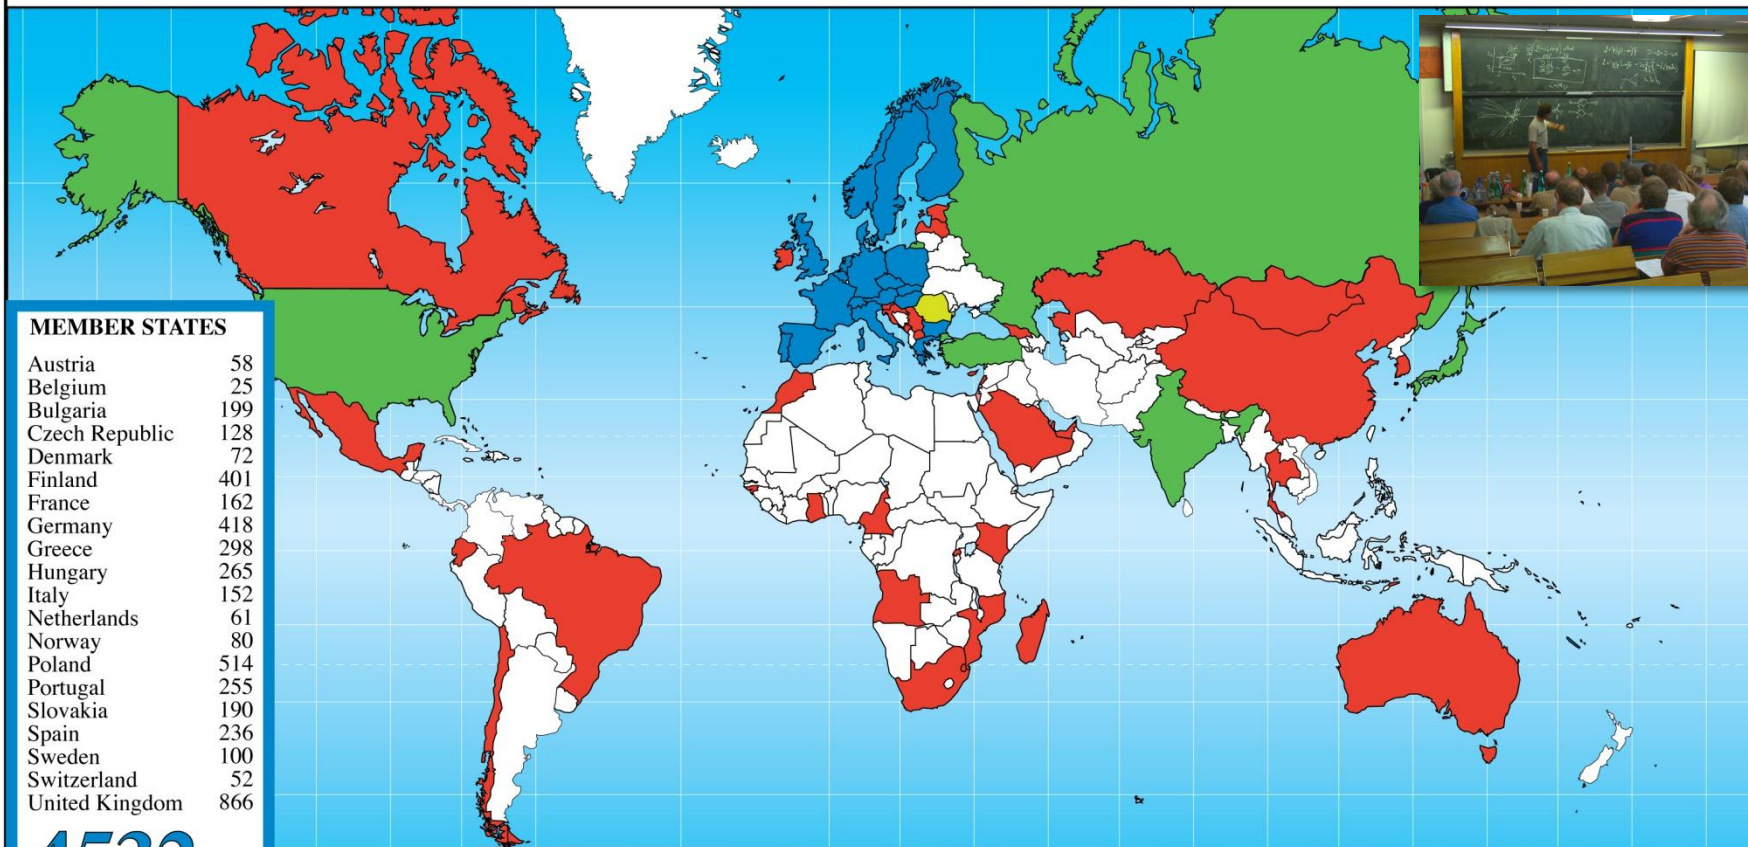 MEMBER STATES
Austria 58
Belgium 25
Bulgaria 199
Czech Republic 128
Denmark 72
Finland 401
France 162
Germany 418
Greece 298
Hungary 265
Italy 152
Netherlands 61
Norway 80
Poland 514
Portugal 255
Slovakia 190
Spain 236
Sweden 100
Switzerland 52
United Kingdom 866
4532